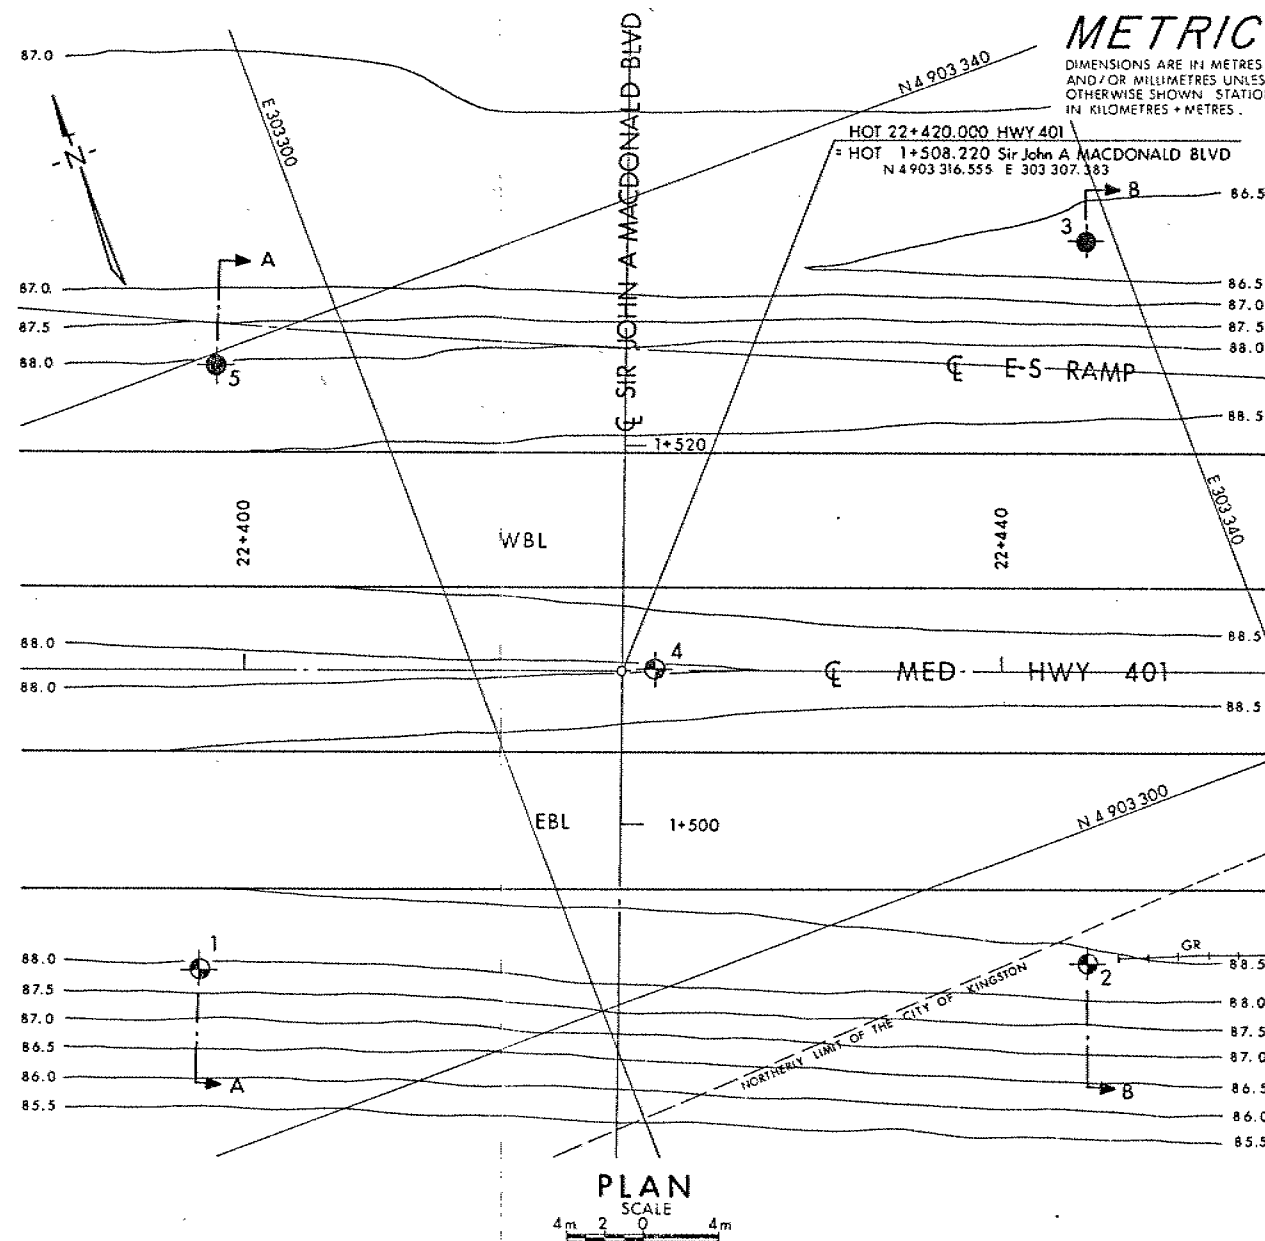 METRIC
DIMENSIONS ARE IN METRES
AND/OR MILLIMETRES UNLES
OTHERWISE SHOWN STATIO
IN KILOMETRES + METRES .
87.0
E 303 300
SIR JOHN A MACDONALD BLVD
N 4 903 340
HOT 22+420.000 HWY 401
= HOT 1+508.220 Sir John A MACDONALD BLVD
N 4 903 316.555 E 303 307.383
N
A
3
B
86.5
87.0
86.5
87.0
87.5
87.5
88.0
5
88.0
E-S RAMP
88.5
1+520
22+400
WBL
22+440
E 303 340
88.0
4
88.5
88.0
MED HWY 401
88.5
EBL
1+500
N 4 903 300
1
GR
88.0
2
88.5
87.5
88.0
87.0
NORTHERLY LIMIT OF THE CITY OF KINGSTON
87.5
86.5
87.0
86.0
A
B
86.5
85.5
86.0
85.5
PLAN
SCALE
4m 2 0 4m